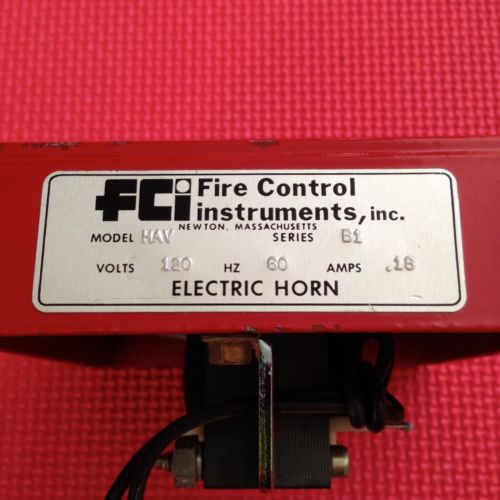 FCi Fire Control
instruments, inc.
NEWTON, MASSACHUSETTS
MODEL HAV SERIES B1
VOLTS 120 HZ 60 AMPS .18
ELECTRIC HORN